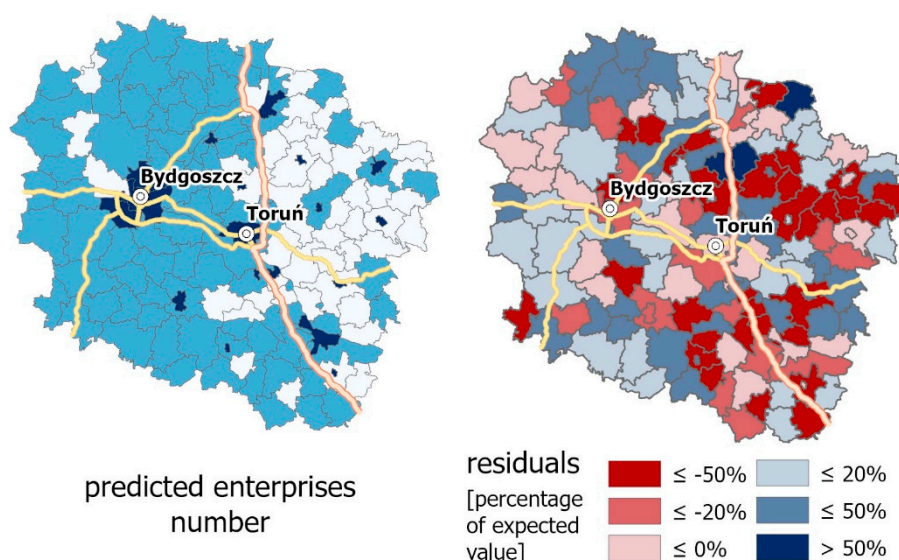 Bydgoszcz
Toruń
Bydgoszcz
Toruń
predicted enterprises
number
residuals
[percentage
of expected
value]
≤ -50%
≤ -20%
≤ 0%
≤ 20%
≤ 50%
> 50%